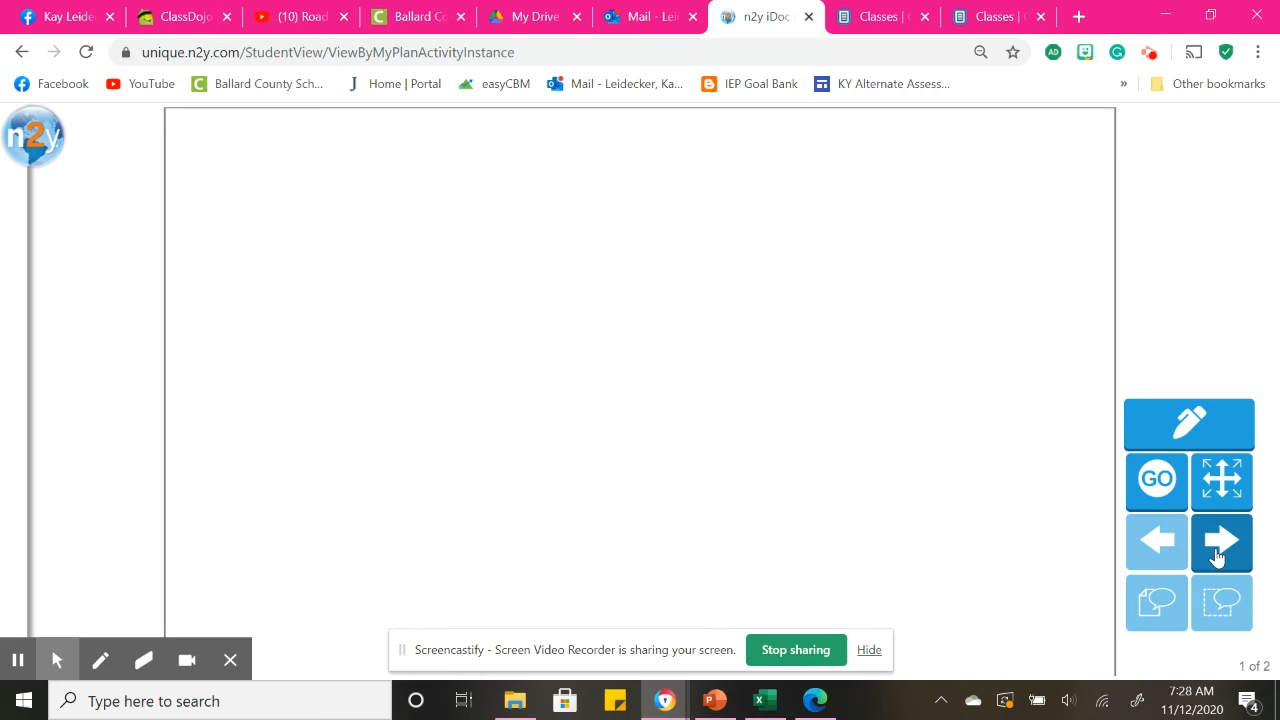 Kay Leide
ClassDojo
(10) Road
Ballard Co
My Drive
Mail - Lei
n2y iDoc
Classes |
Classes |
unique.n2y.com/StudentView/ViewByMyPlanActivityInstance
AD
Facebook
YouTube
Ballard County Sch...
Home | Portal
easyCBM
Mail - Leidecker, Ka...
IEP Goal Bank
KY Alternate Assess...
»
Other bookmarks
n2y
GO
Screencastify - Screen Video Recorder is sharing your screen.
Stop sharing
Hide
1 of 2
Type here to search
7:28 AM
11/12/2020
4